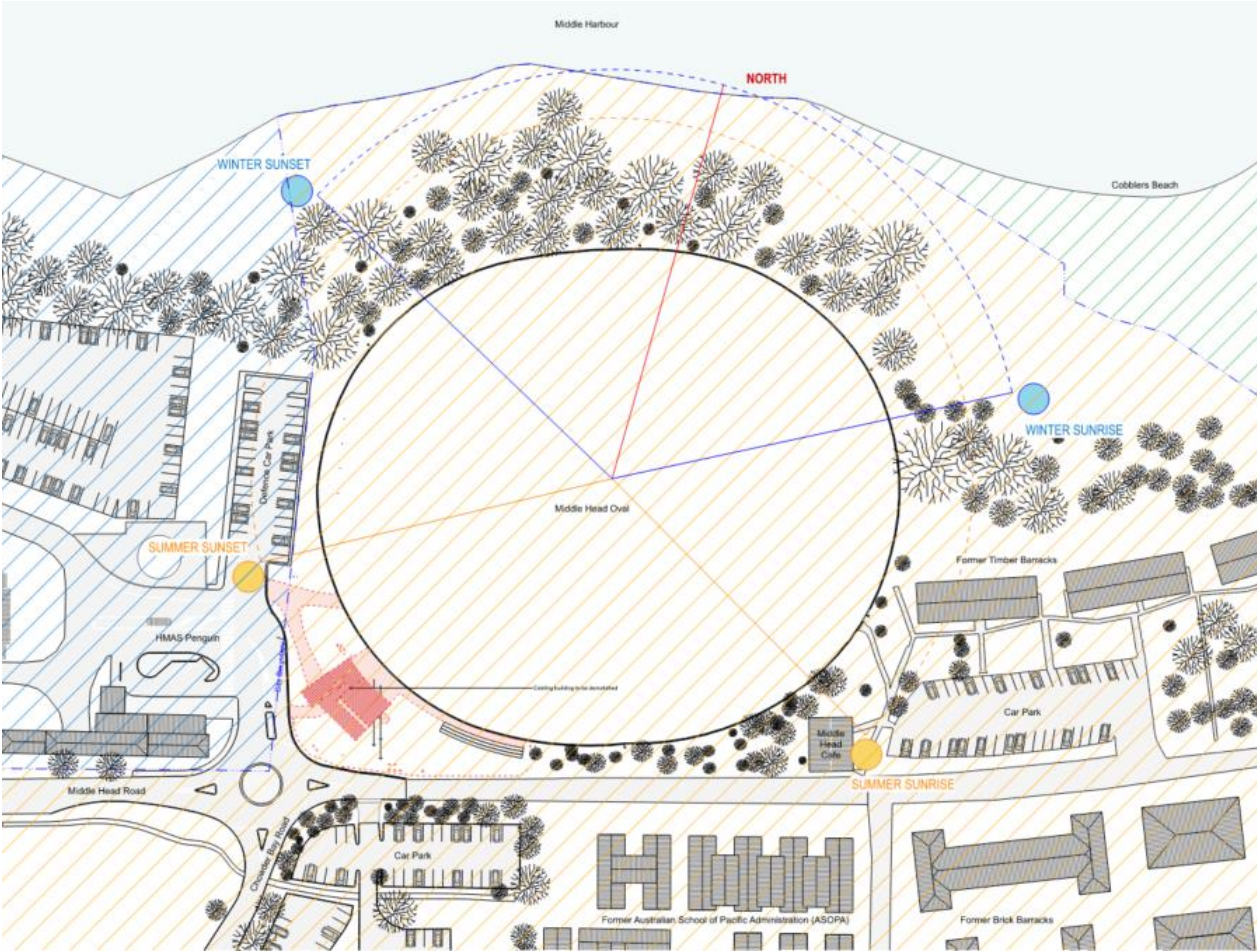 Middle Harbour
NORTH
WINTER SUNSET
Cobblers Beach
WINTER SUNRISE
Defence Car Park
Middle Head Oval
SUMMER SUNSET
Former Timber Barracks
HMAS Penguin
Existing building to be demolished
Car Park
Middle
Head
Cafe
SUMMER SUNRISE
Middle Head Road
Chowder Bay Road
Car Park
Former Australian School of Pacific Administration (ASOPA)
Former Brick Barracks